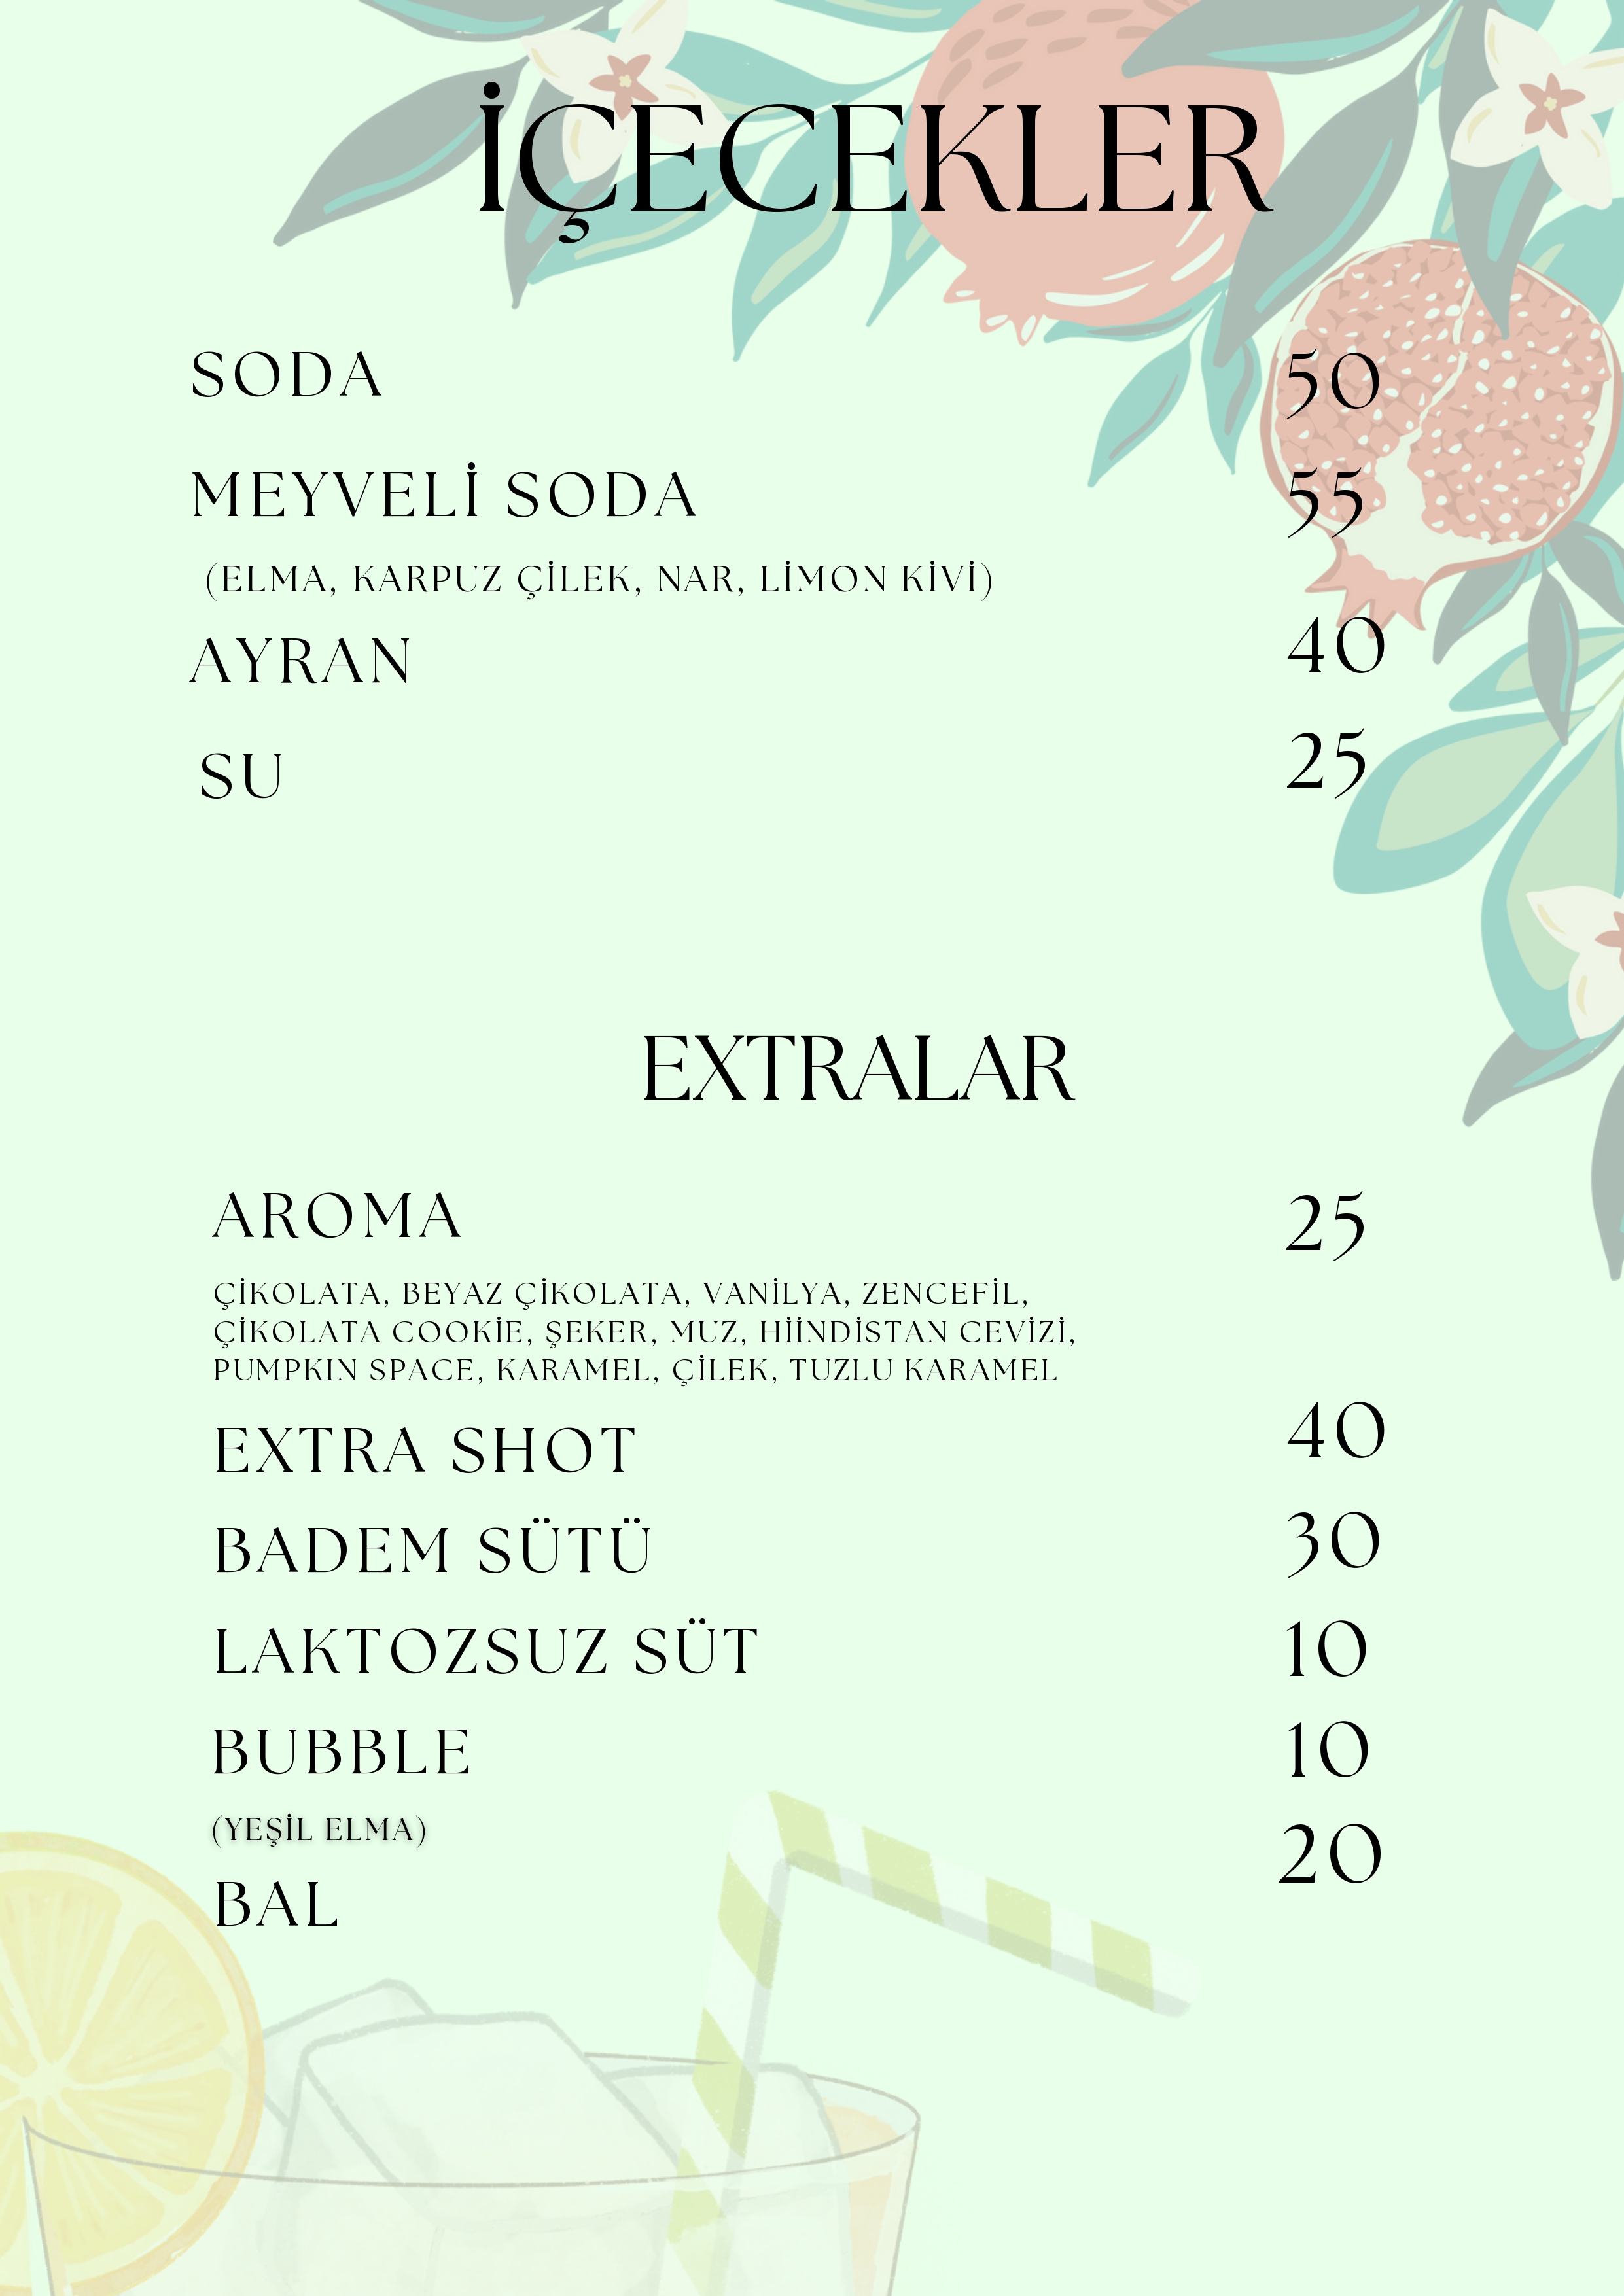 İÇECEKLER
SODA 50
MEYVELİ SODA 55
(ELMA, KARPUZ ÇİLEK, NAR, LİMON KİVİ)
AYRAN 40
SU 25
EXTRALAR
AROMA 25
ÇİKOLATA, BEYAZ ÇİKOLATA, VANİLYA, ZENCEFİL,
ÇİKOLATA COOKİE, ŞEKER, MUZ, HİİNDİSTAN CEVİZİ,
PUMPKIN SPACE, KARAMEL, ÇİLEK, TUZLU KARAMEL
EXTRA SHOT 40
BADEM SÜTÜ 30
LAKTOZSUZ SÜT 10
BUBBLE 10
(YEŞİL ELMA)
BAL 20